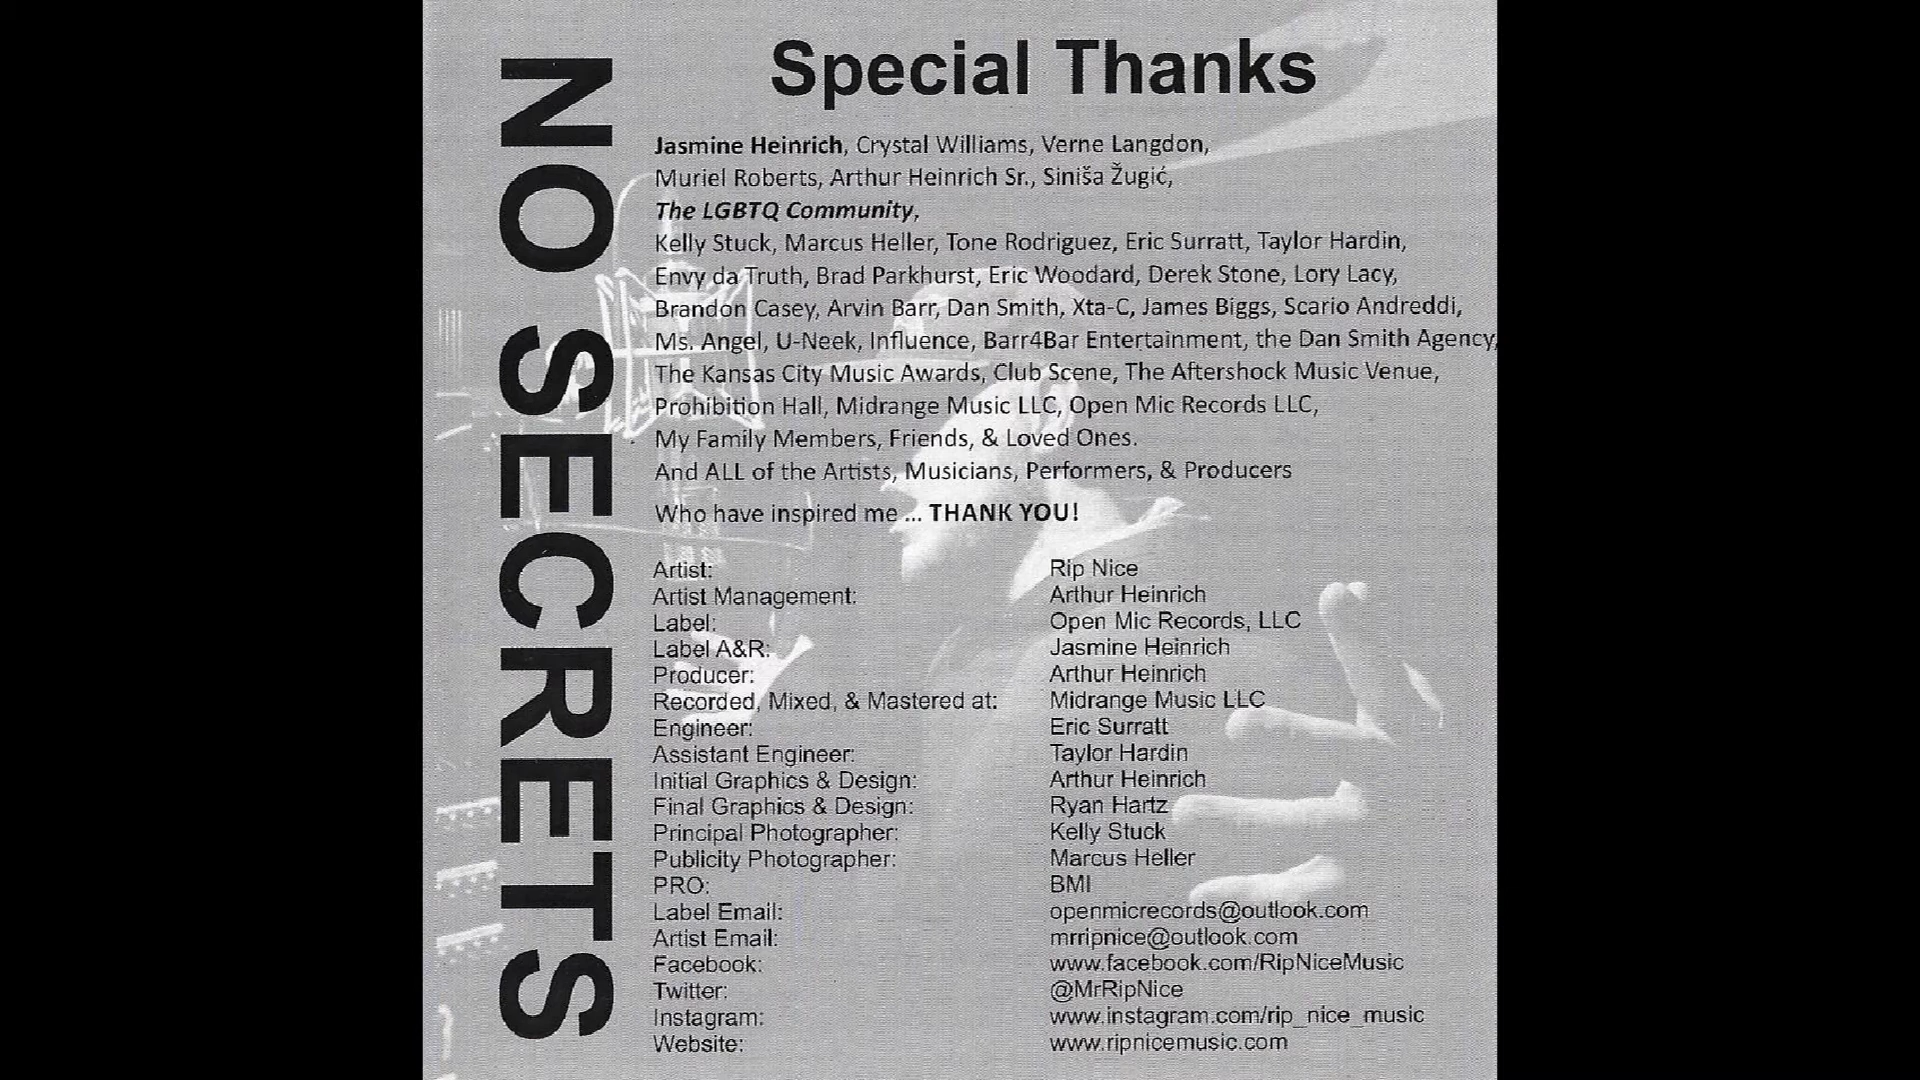 NO SECRETS
Special Thanks
Jasmine Heinrich, Crystal Williams, Verne Langdon,
Muriel Roberts, Arthur Heinrich Sr., Siniša Žugić,
The LGBTQ Community,
Kelly Stuck, Marcus Heller, Tone Rodriguez, Eric Surratt, Taylor Hardin,
Envy da Truth, Brad Parkhurst, Eric Woodard, Derek Stone, Lory Lacy,
Brandon Casey, Arvin Barr, Dan Smith, Xta-C, James Biggs, Scario Andreddi,
Ms. Angel, U-Neek, Influence, Barr4Bar Entertainment, the Dan Smith Agency,
The Kansas City Music Awards, Club Scene, The Aftershock Music Venue,
Prohibition Hall, Midrange Music LLC, Open Mic Records LLC,
My Family Members, Friends, & Loved Ones.
And ALL of the Artists, Musicians, Performers, & Producers
Who have inspired me ... THANK YOU!
Artist: Rip Nice
Artist Management: Arthur Heinrich
Label: Open Mic Records, LLC
Label A&R: Jasmine Heinrich
Producer: Arthur Heinrich
Recorded, Mixed, & Mastered at: Midrange Music LLC
Engineer: Eric Surratt
Assistant Engineer: Taylor Hardin
Initial Graphics & Design: Arthur Heinrich
Final Graphics & Design: Ryan Hartz
Principal Photographer: Kelly Stuck
Publicity Photographer: Marcus Heller
PRO: BMI
Label Email: openmicrecords@outlook.com
Artist Email: mrripnice@outlook.com
Facebook: www.facebook.com/RipNiceMusic
Twitter: @MrRipNice
Instagram: www.instagram.com/rip_nice_music
Website: www.ripnicemusic.com